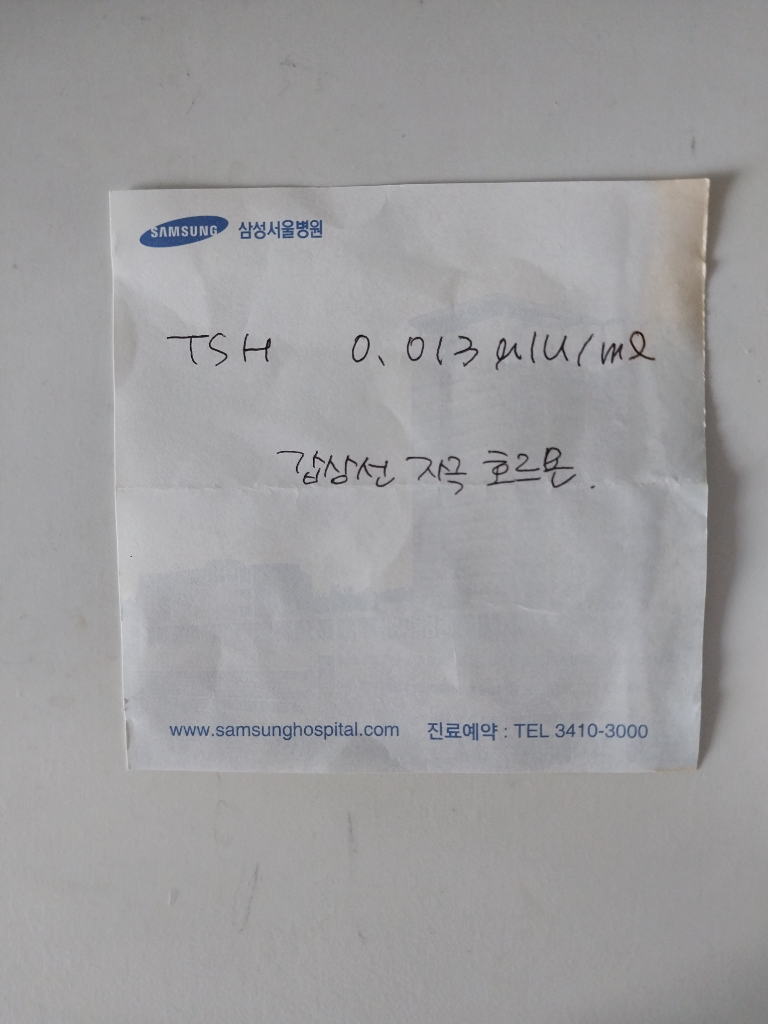 SAMSUNG 삼성서울병원
TSH 0.013 μIU/ml
갑상선 자극 호르몬.
www.samsunghospital.com 진료예약 : TEL 3410-3000